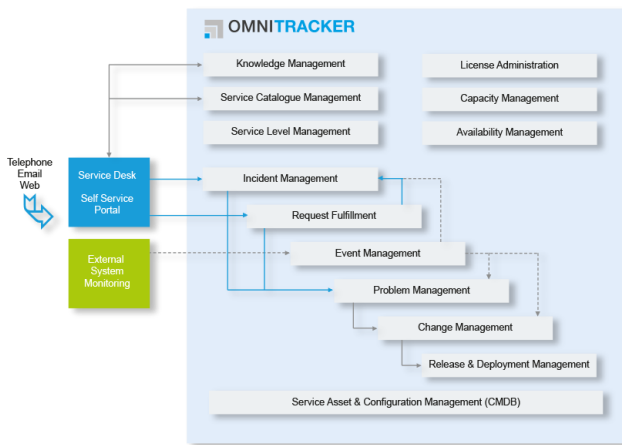 OMNITRACKER
Knowledge Management
License Administration
Service Catalogue Management
Capacity Management
Service Level Management
Availability Management
Telephone
Email
Web
Service Desk
Self Service
Portal
Incident Management
Request Fulfillment
External
System
Monitoring
Event Management
Problem Management
Change Management
Release & Deployment Management
Service Asset & Configuration Management (CMDB)